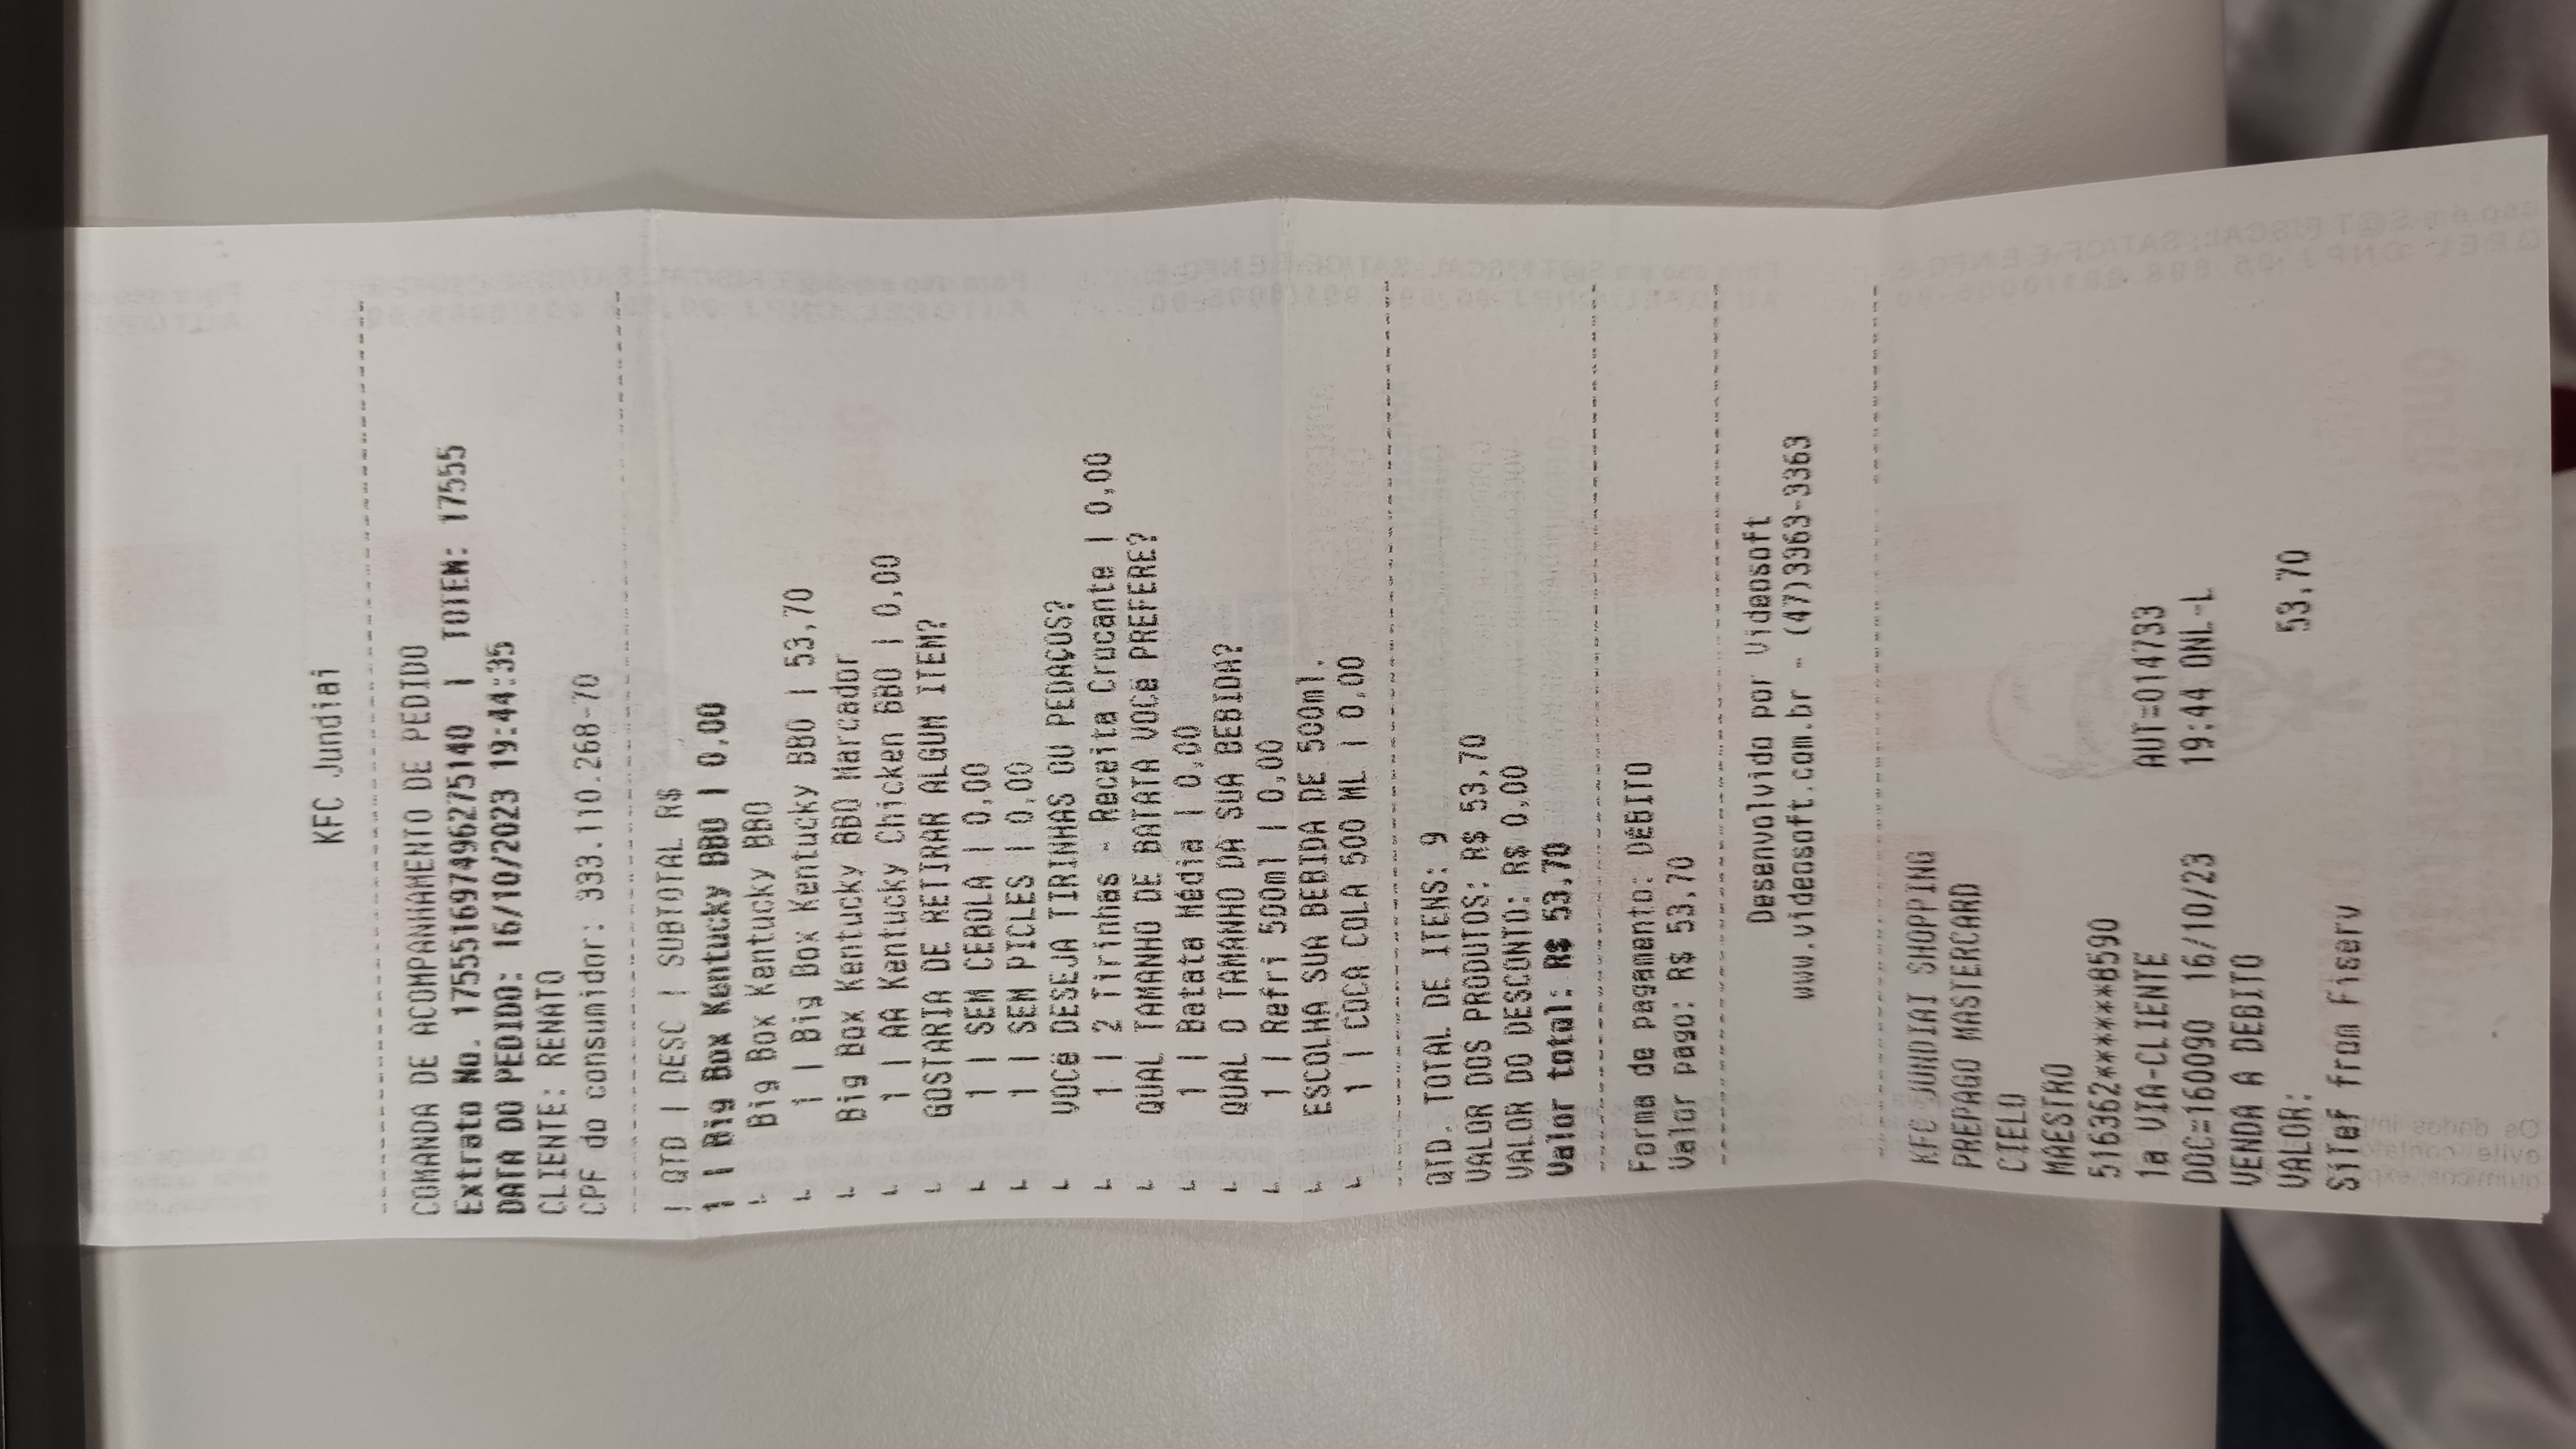 KFC Jundiai
COMANDA DE ACOMPANHAMENTO DE PEDIDO
Extrato No. 175551697496275140 | TOTEM: 17555
DATA DO PEDIDO: 16/10/2023 19:44:35
CLIENTE: RENATO
CPF do consumidor: 333.110.268-70
| QTD | DESC | SUBTOTAL R$
1 | Big Box Kentucky BBQ | 0,00
Big Box Kentucky BBQ
1 | Big Box Kentucky BBQ | 53,70
Big Box Kentucky BBQ Marcador
1 | AA Kentucky Chicken BBQ | 0,00
GOSTARIA DE RETIRAR ALGUM ITEM?
1 | SEM CEBOLA | 0,00
1 | SEM PICLES | 0,00
VOCê DESEJA TIRINHAS OU PEDAÇOS?
1 | 2 Tirinhas - Receita Crocante | 0,00
QUAL TAMANHO DE BATATA VOCê PREFERE?
1 | Batata Média | 0,00
QUAL O TAMANHO DA SUA BEBIDA?
1 | Refri 500ml | 0,00
ESCOLHA SUA BEBIDA DE 500ml.
1 | COCA COLA 500 ML | 0,00
QTD. TOTAL DE ITENS: 9
VALOR DOS PRODUTOS: R$ 53,70
VALOR DO DESCONTO: R$ 0,00
Valor total: R$ 53,70
Forma de pagamento: DéBITO
Valor pago: R$ 53,70
Desenvolvido por Videosoft
www.videosoft.com.br - (47)3363-3363
KFC JUNDIAI SHOPPING
PREPAGO MASTERCARD
CIELO
MAESTRO
516362******8590
1a VIA-CLIENTE AUT=014733
DOC=160090 16/10/23 19:44 ONL-L
VENDA A DEBITO
VALOR: 53,70
SiTef from Fiserv